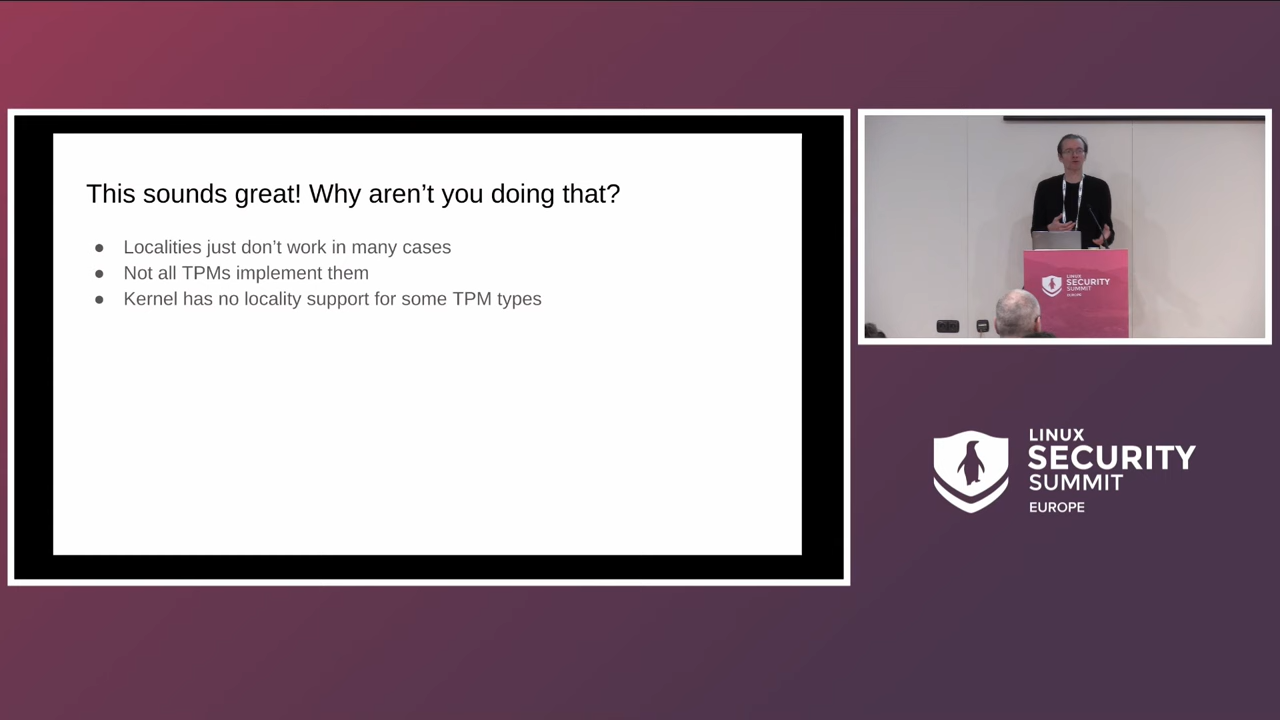 This sounds great! Why aren't you doing that?
● Localities just don't work in many cases
● Not all TPMs implement them
● Kernel has no locality support for some TPM types
LINUX
SECURITY
SUMMIT
EUROPE
LINUX
SECURITY
SUMMIT
EUROPE